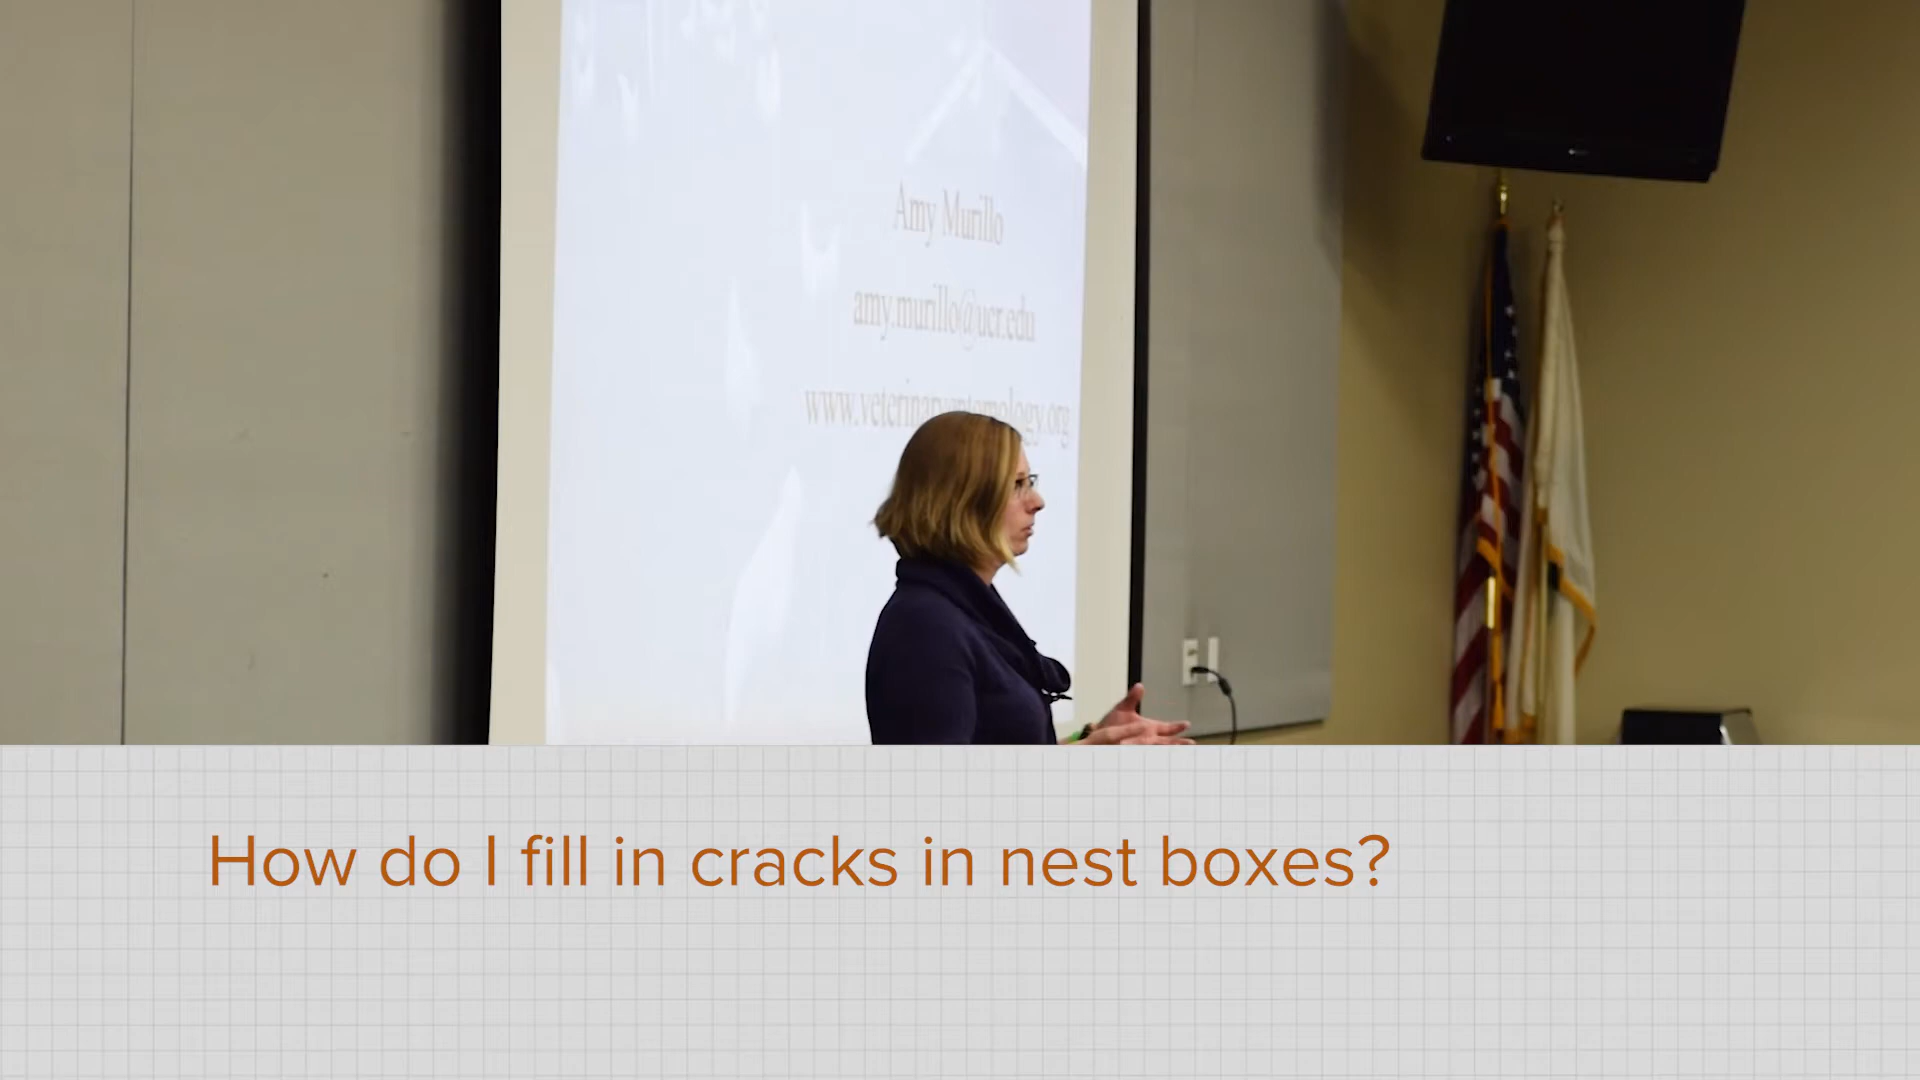 Amy Murillo
amy.murillo@ucr.edu
www.veterinaryentomology.org
How do I fill in cracks in nest boxes?